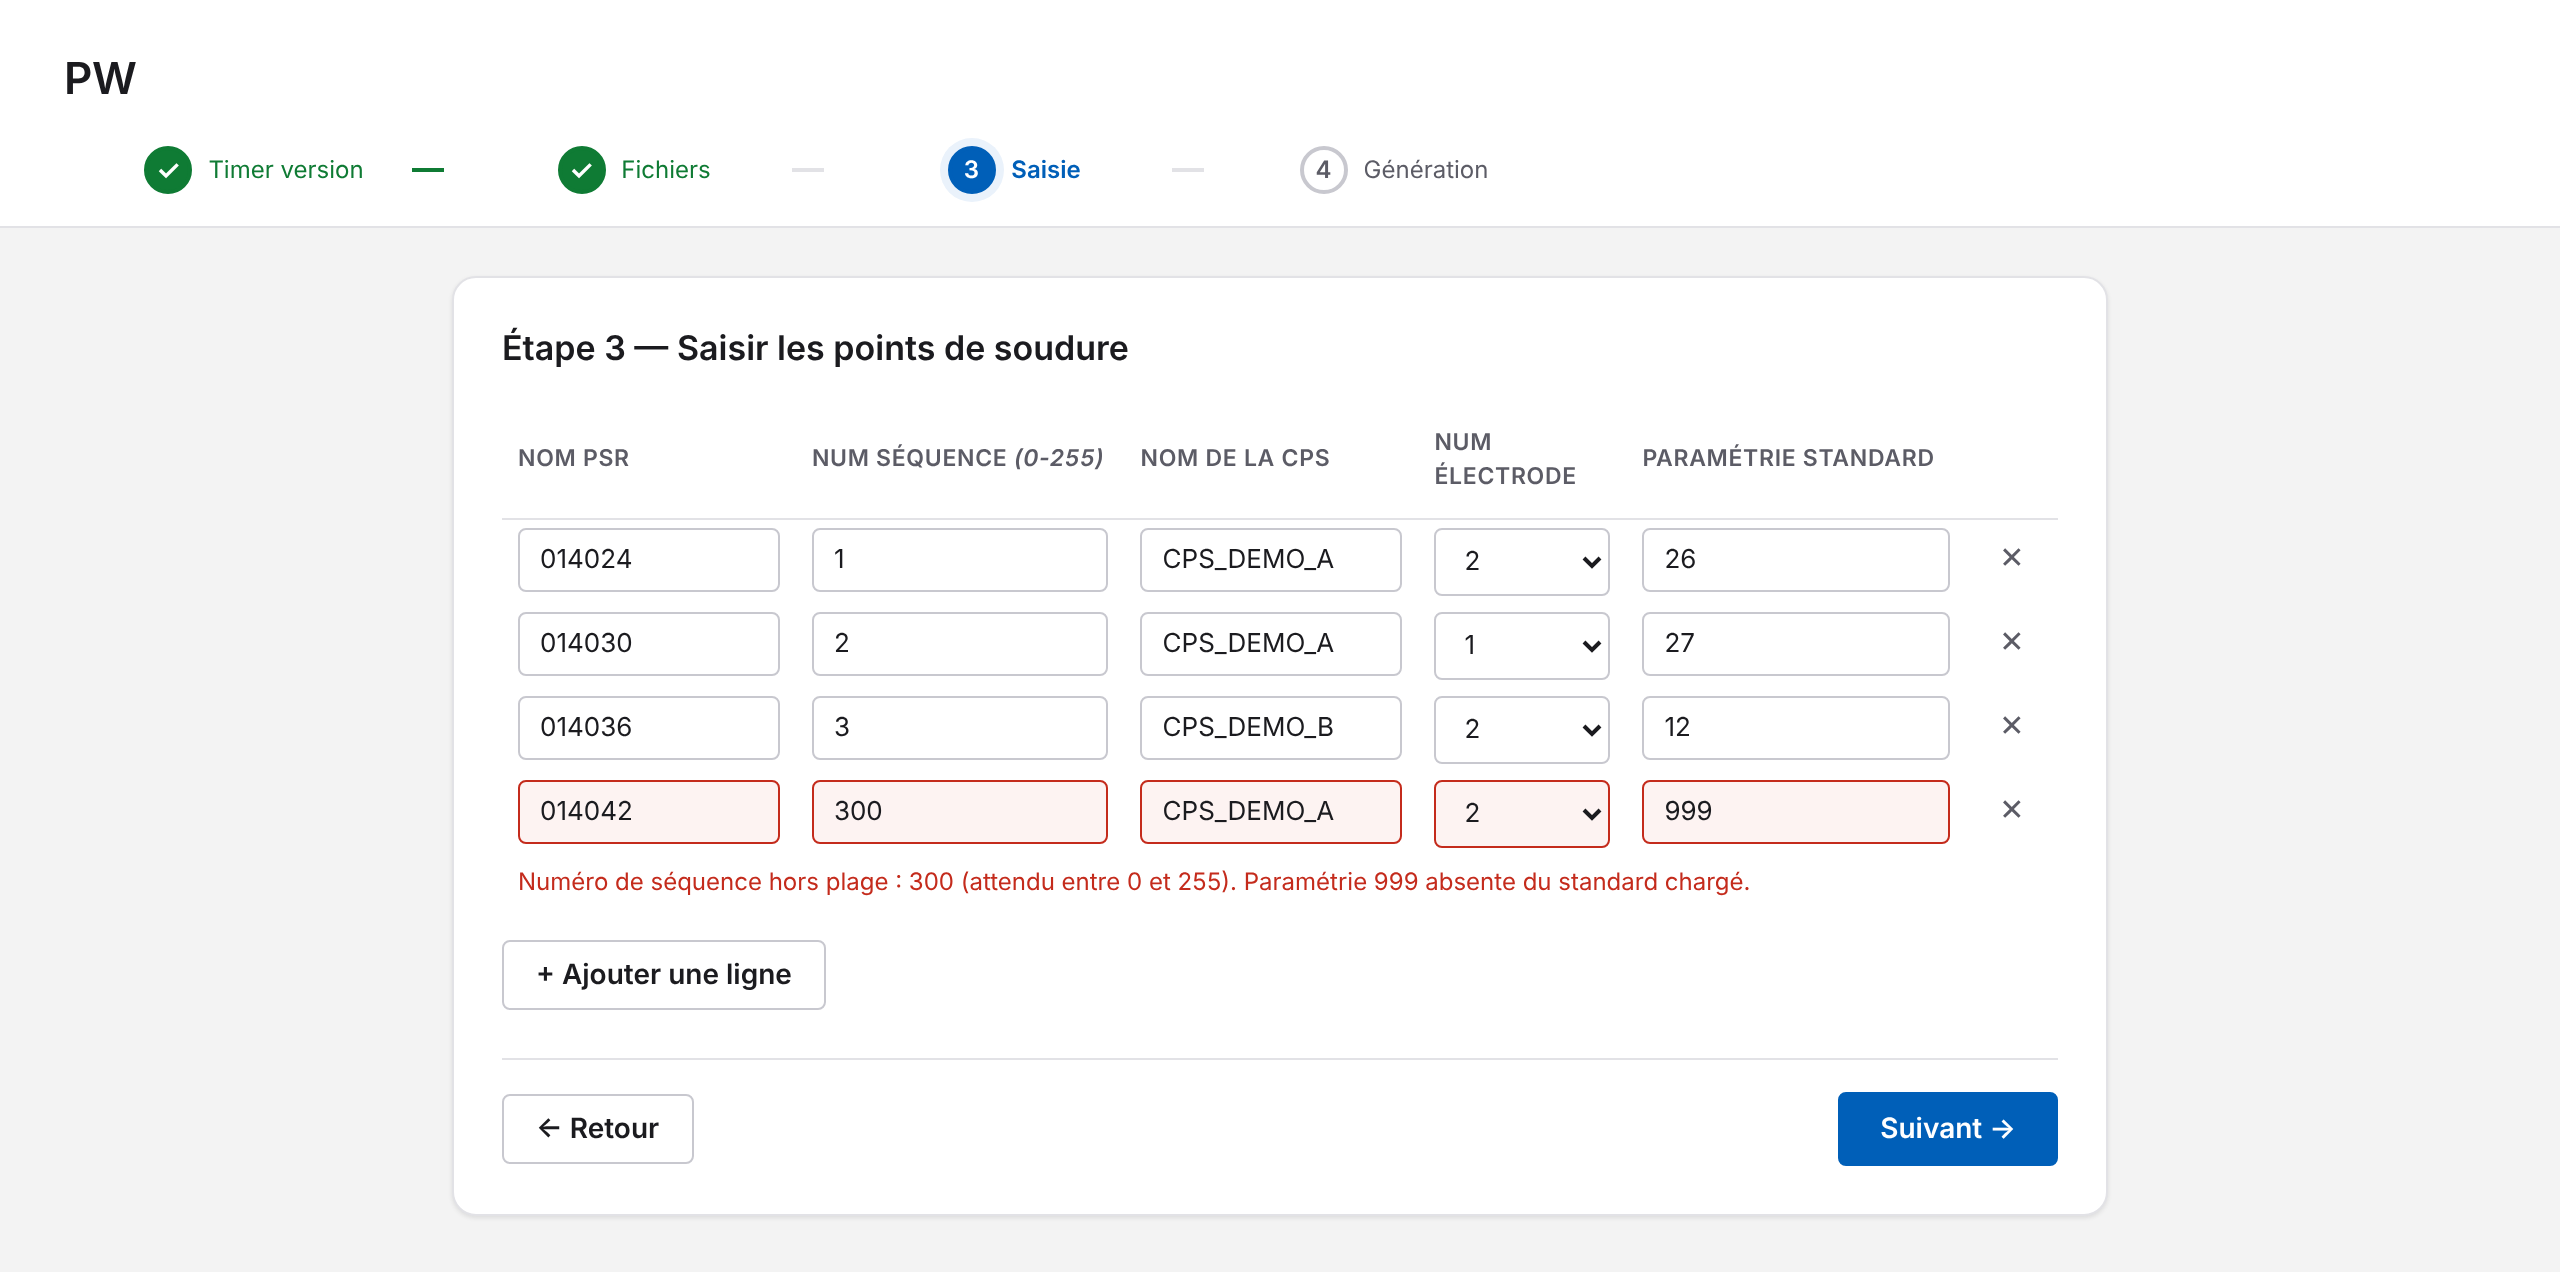 PW
Timer version
Fichiers
3 Saisie
4 Génération
Étape 3 — Saisir les points de soudure
NOM PSR NUM SÉQUENCE (0-255) NOM DE LA CPS NUM ÉLECTRODE PARAMÉTRIE STANDARD
014024 1 CPS_DEMO_A 2 26 ✕
014030 2 CPS_DEMO_A 1 27 ✕
014036 3 CPS_DEMO_B 2 12 ✕
014042 300 CPS_DEMO_A 2 999 ✕
Numéro de séquence hors plage : 300 (attendu entre 0 et 255). Paramétrie 999 absente du standard chargé.
+ Ajouter une ligne
← Retour
Suivant →